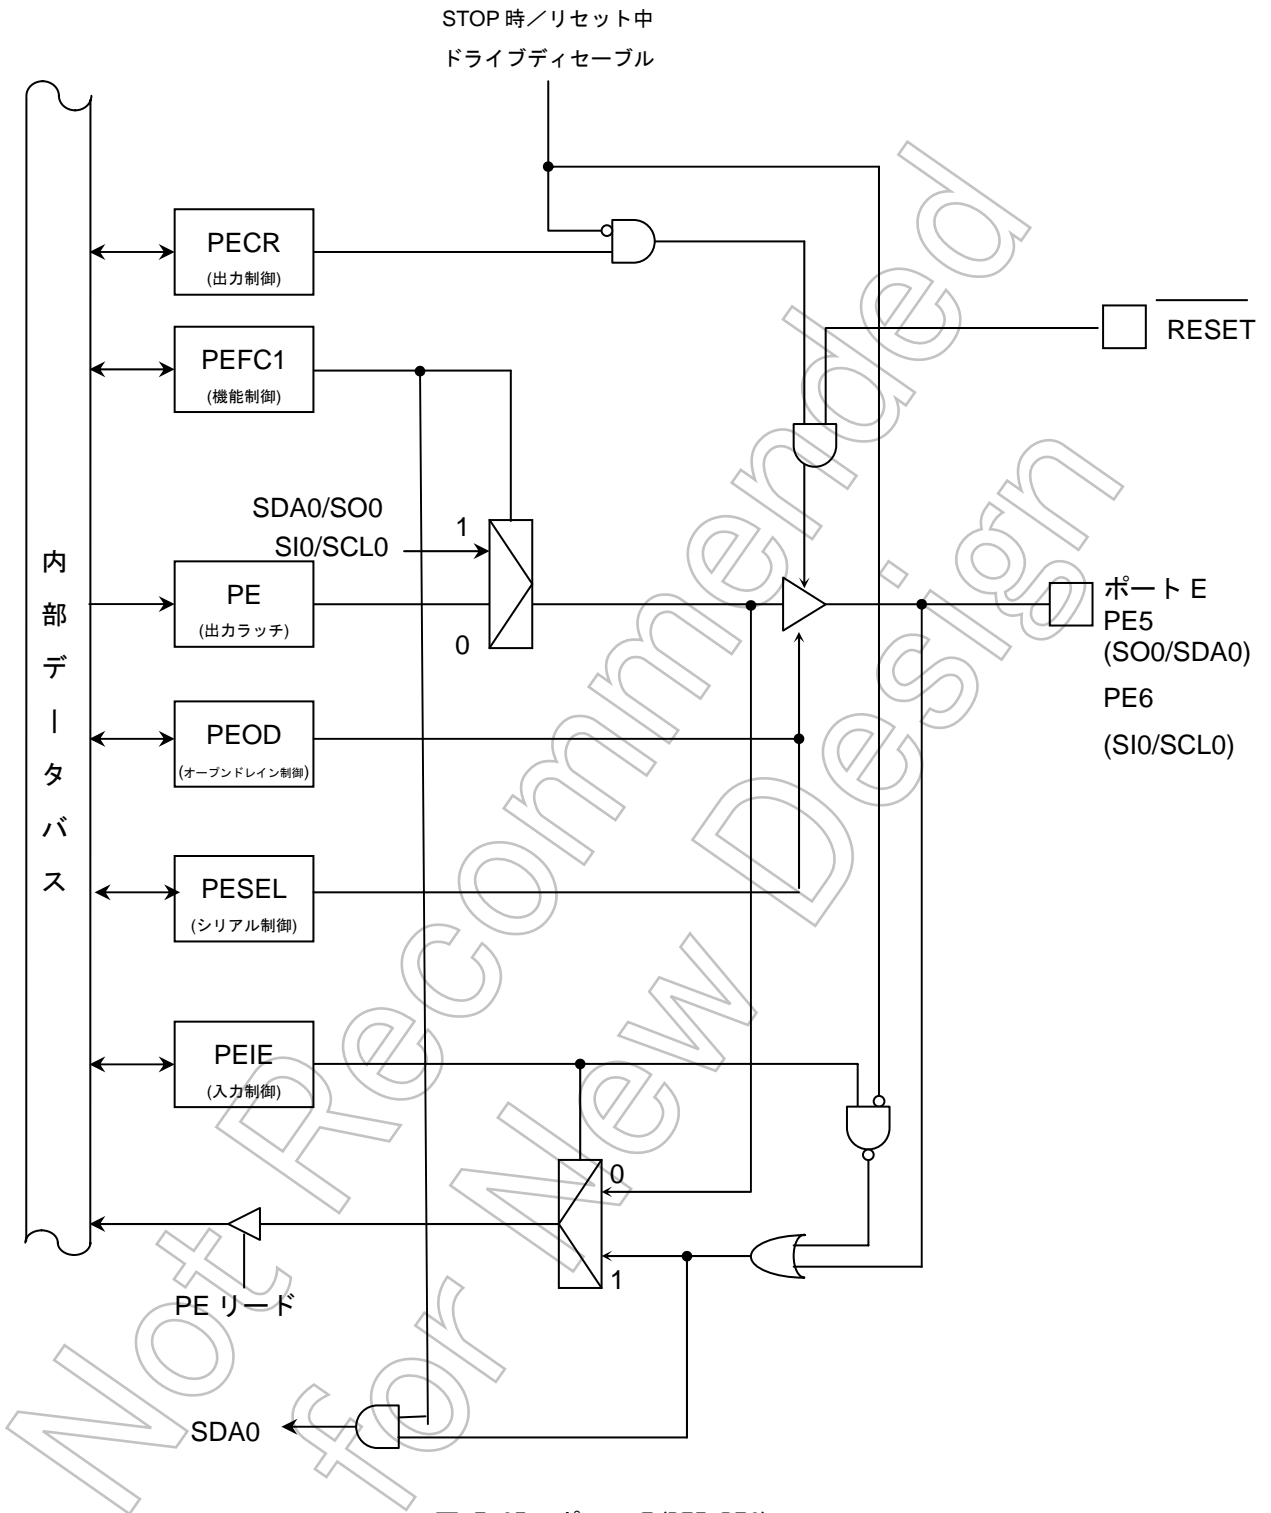 STOP 時／リセット中
ドライブディセーブル
PECR
(出力制御)
RESET
PEFC1
(機能制御)
SDA0/SO0
1
SI0/SCL0
内部データバス
PE
(出力ラッチ)
0
ポート E
PE5
(SO0/SDA0)
PE6
(SI0/SCL0)
PEOD
(オープンドレイン制御)
PESEL
(シリアル制御)
PEIE
(入力制御)
0
1
PE リード
SDA0
Not Recommended
for New Design